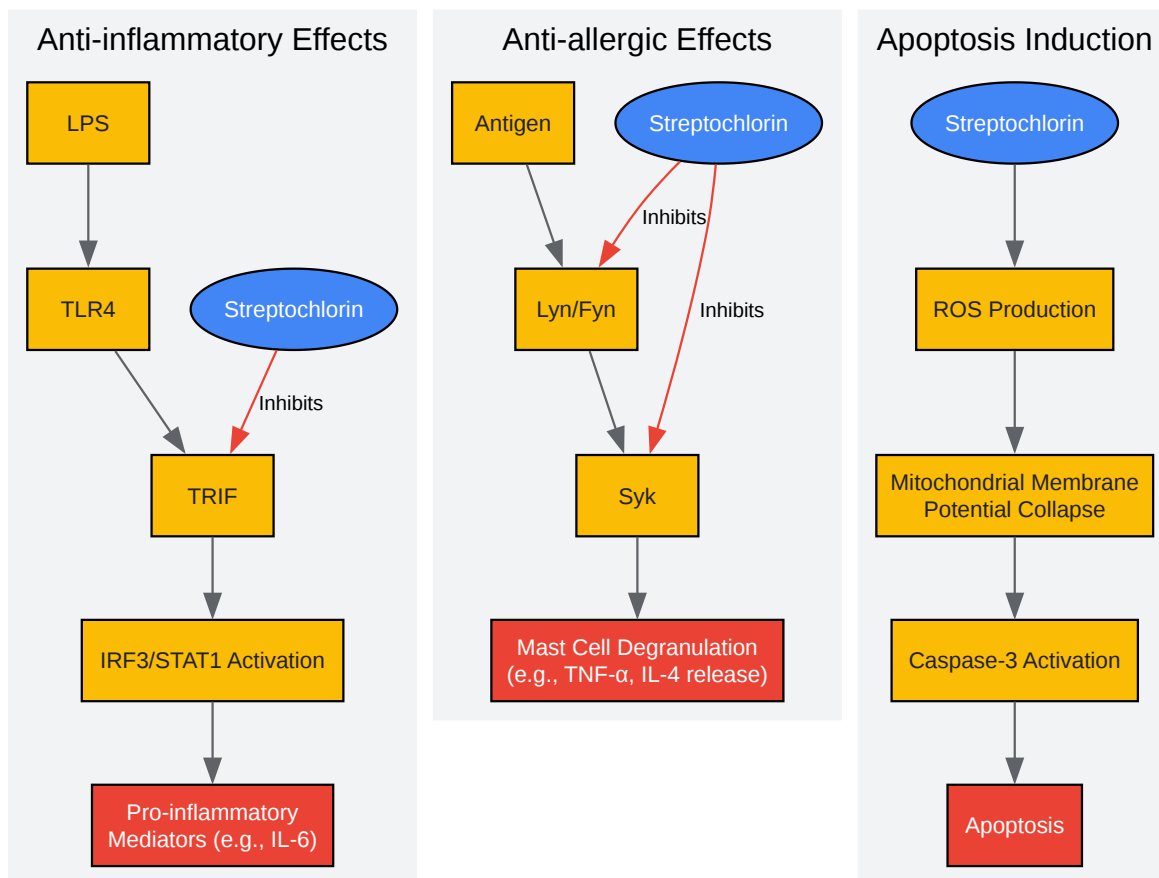 Anti-inflammatory Effects
LPS
TLR4
Streptochlorin
Inhibits
TRIF
IRF3/STAT1 Activation
Pro-inflammatory
Mediators (e.g., IL-6)
Anti-allergic Effects
Antigen
Streptochlorin
Inhibits
Lyn/Fyn
Inhibits
Syk
Mast Cell Degranulation
(e.g., TNF-α, IL-4 release)
Apoptosis Induction
Streptochlorin
ROS Production
Mitochondrial Membrane
Potential Collapse
Caspase-3 Activation
Apoptosis